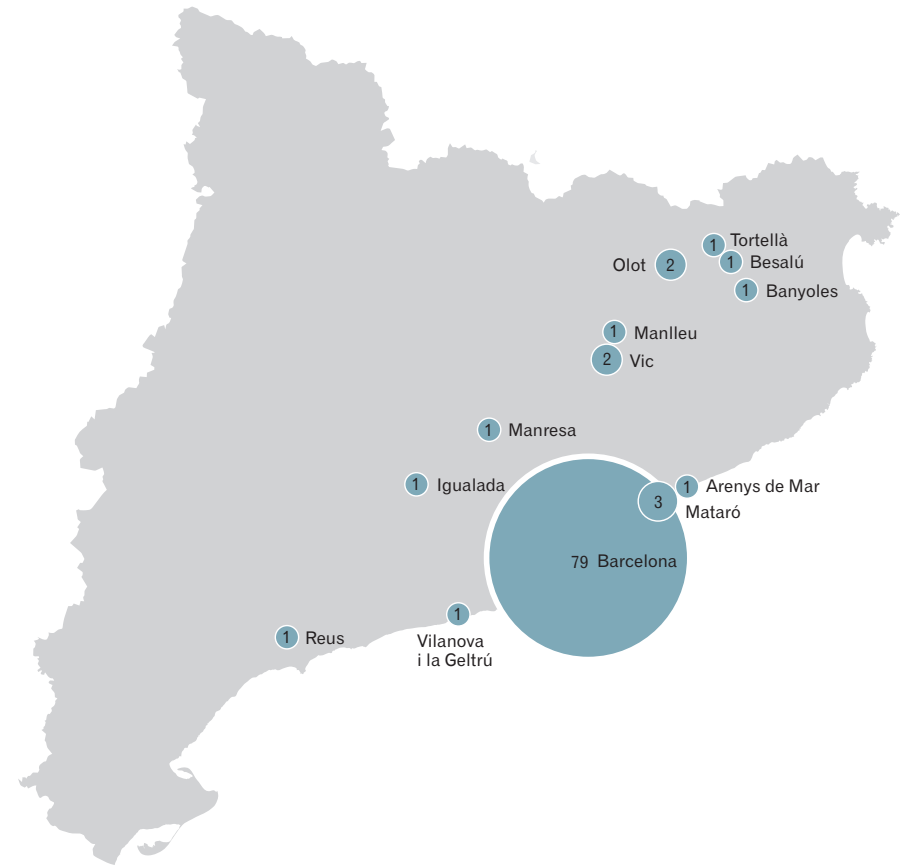 1 Tortellà
Olot 2
1 Besalú
1 Banyoles
1 Manlleu
2 Vic
1 Manresa
1 Igualada
1 Arenys de Mar
3 Mataró
79 Barcelona
1 Vilanova
i la Geltrú
1 Reus